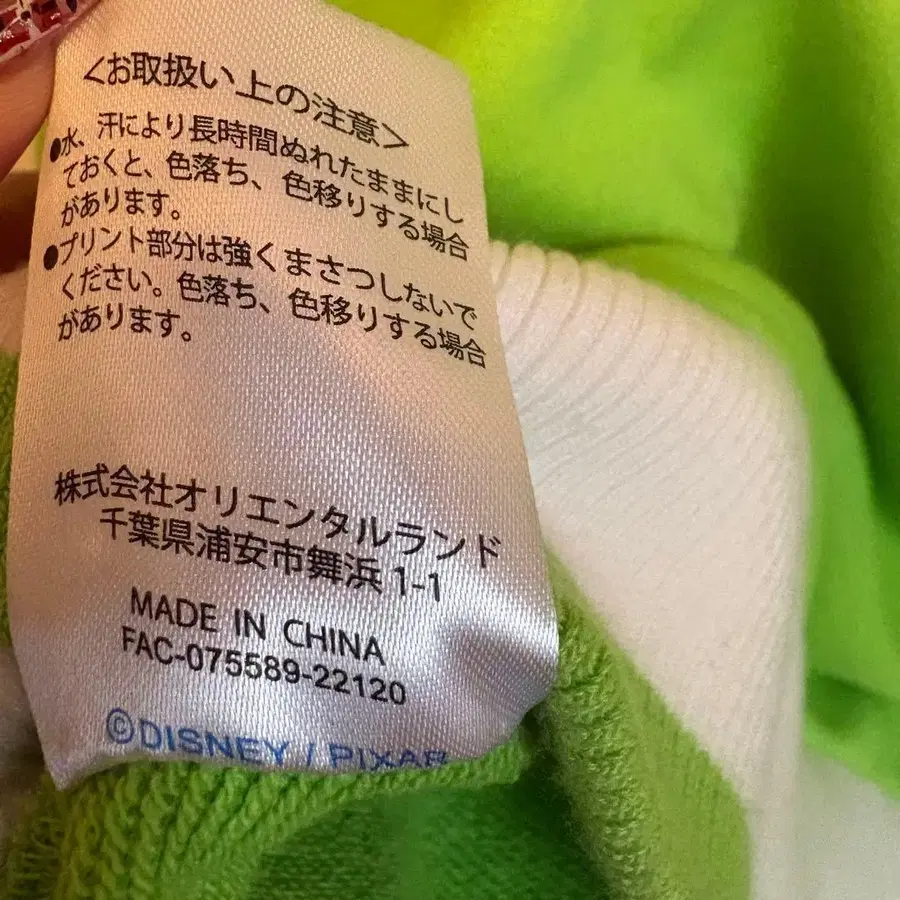 <お取扱い上の注意>
●水、汗により長時間ぬれたままにし
ておくと、色落ち、色移りする場合
があります。
●プリント部分は強くまさつしないで
ください。色落ち、色移りする場合
があります。
株式会社オリエンタルランド
千葉県浦安市舞浜1-1
MADE IN CHINA
FAC-075589-22120
©DISNEY / PIXAR